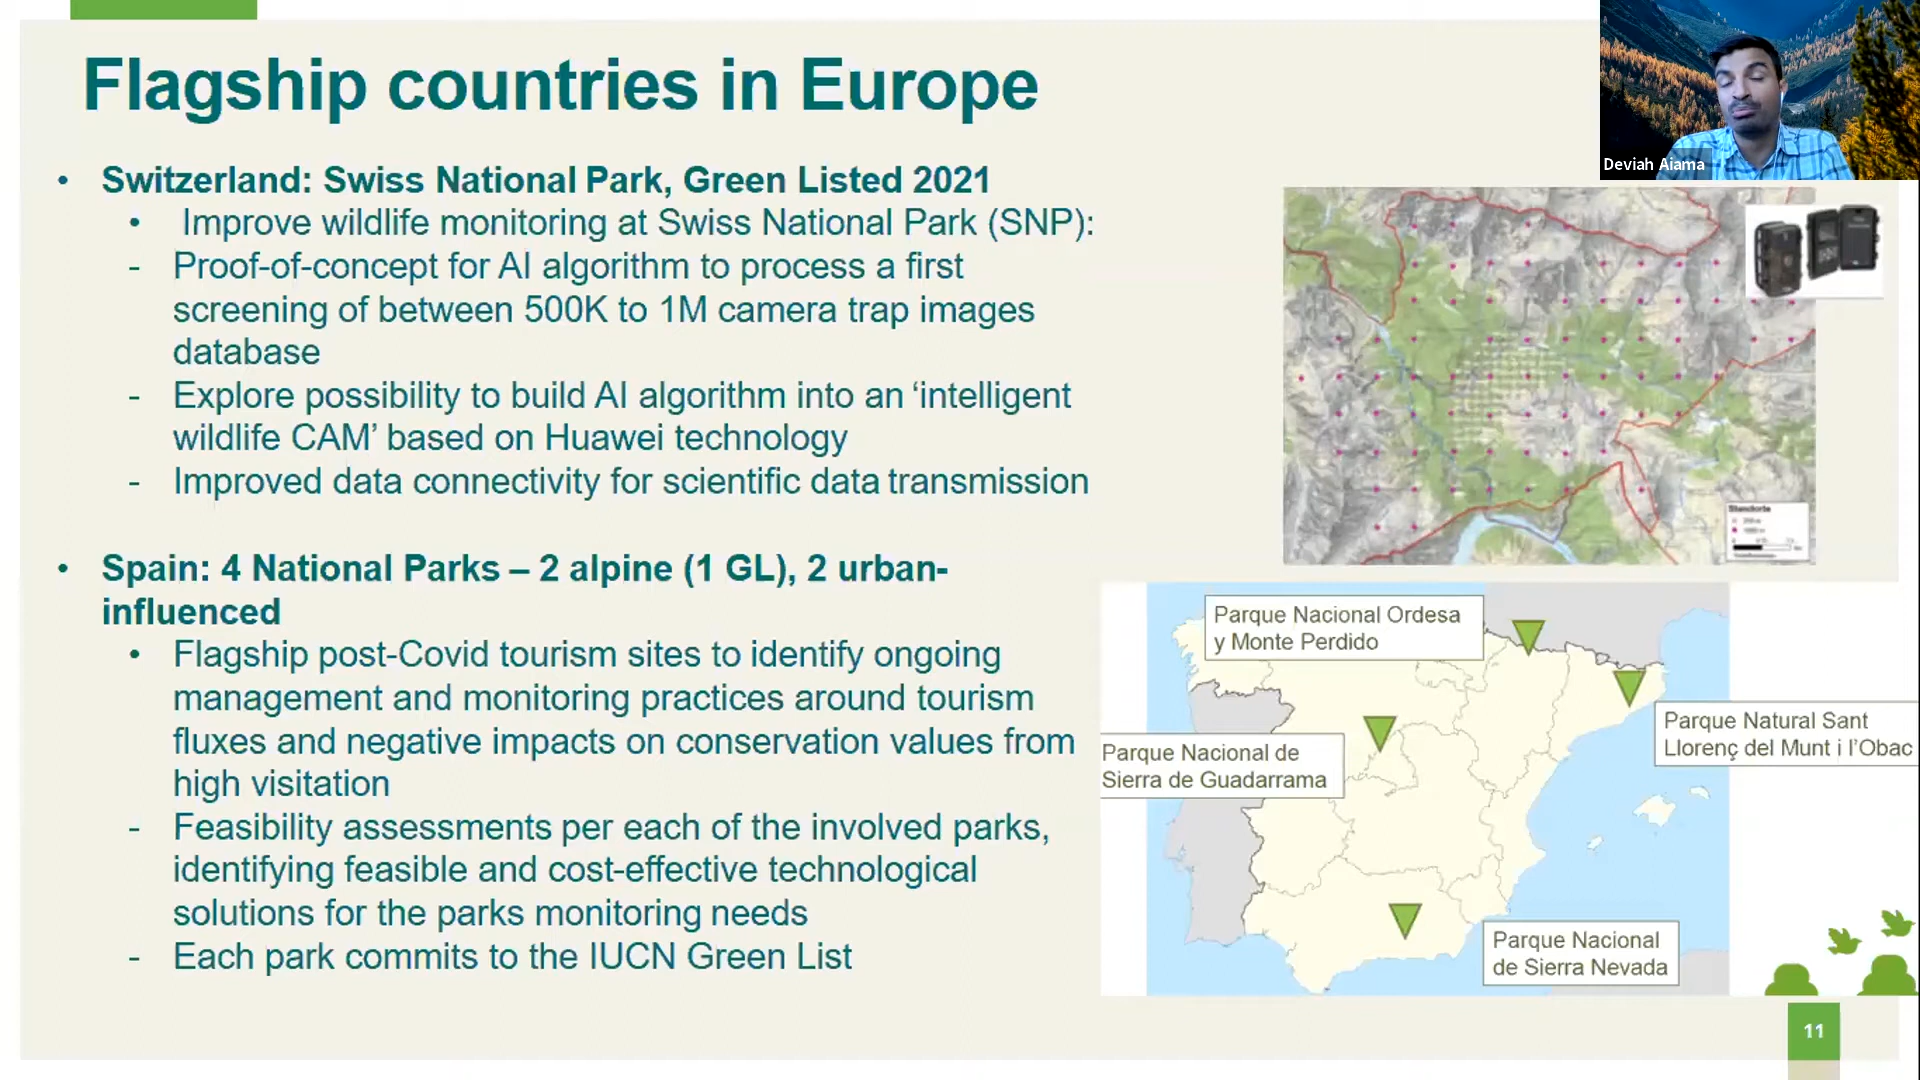 Flagship countries in Europe
Deviah Aiama
• Switzerland: Swiss National Park, Green Listed 2021
• Improve wildlife monitoring at Swiss National Park (SNP):
- Proof-of-concept for AI algorithm to process a first
screening of between 500K to 1M camera trap images
database
- Explore possibility to build AI algorithm into an ‘intelligent
wildlife CAM’ based on Huawei technology
- Improved data connectivity for scientific data transmission
• Spain: 4 National Parks – 2 alpine (1 GL), 2 urban-
influenced
• Flagship post-Covid tourism sites to identify ongoing
management and monitoring practices around tourism
fluxes and negative impacts on conservation values from
high visitation
- Feasibility assessments per each of the involved parks,
identifying feasible and cost-effective technological
solutions for the parks monitoring needs
- Each park commits to the IUCN Green List
Standorte
Parque Nacional Ordesa
y Monte Perdido
Parque Natural Sant
Llorenç del Munt i l’Obac
Parque Nacional de
Sierra de Guadarrama
Parque Nacional
de Sierra Nevada
11